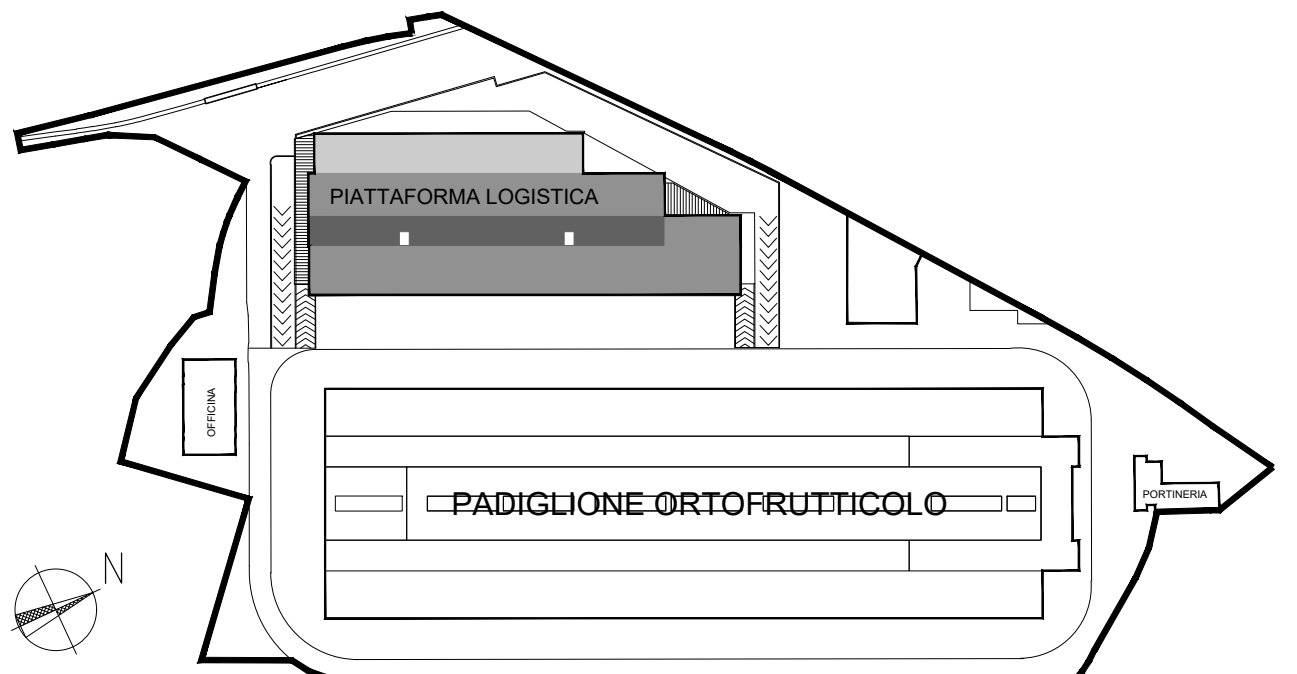 PIATTAFORMA LOGISTICA
OFFICINA
PADIGLIONE ORTOFRUTTICOLO
PORTINERIA
N